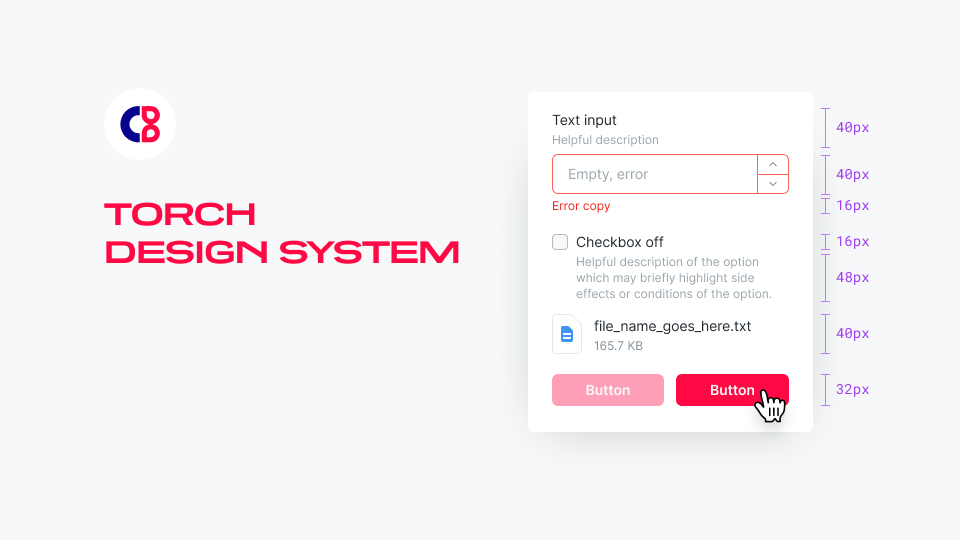 TORCH
DESIGN SYSTEM
Text input
Helpful description
Empty, error
Error copy
Checkbox off
Helpful description of the option
which may briefly highlight side
effects or conditions of the option.
file_name_goes_here.txt
165.7 KB
Button
Button
40px
40px
16px
16px
48px
40px
32px